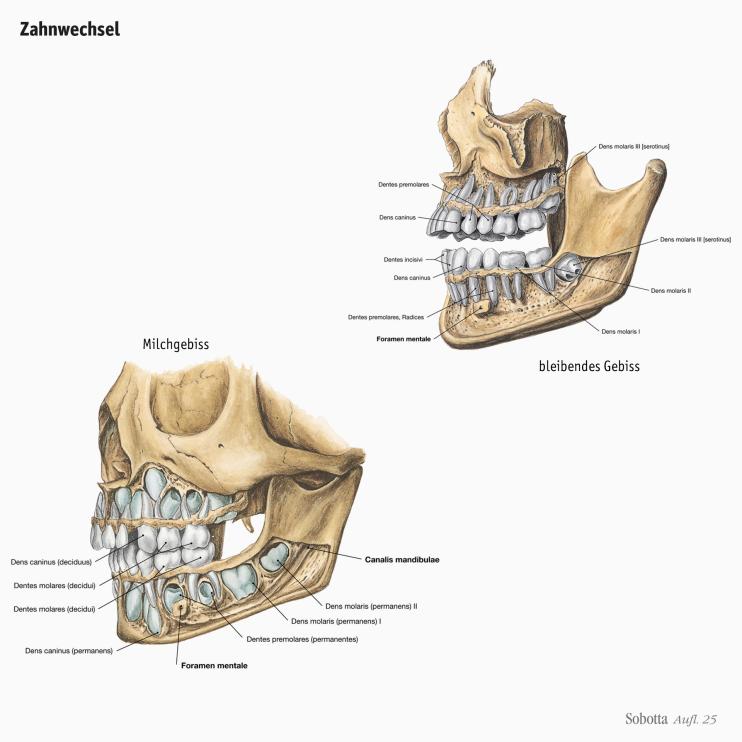 Zahnwechsel
Dens molaris III [serotinus]
Dentes premolares
Dens caninus
Dens molaris III [serotinus]
Dentes incisivi
Dens caninus
Dens molaris II
Dentes premolares, Radices
Dens molaris I
Foramen mentale
Milchgebiss
bleibendes Gebiss
Dens caninus (deciduus)
Canalis mandibulae
Dentes molares (decidui)
Dentes molares (decidui)
Dens molaris (permanens) II
Dens molaris (permanens) I
Dentes premolares (permanentes)
Dens caninus (permanens)
Foramen mentale
Sobotta Aufl. 25